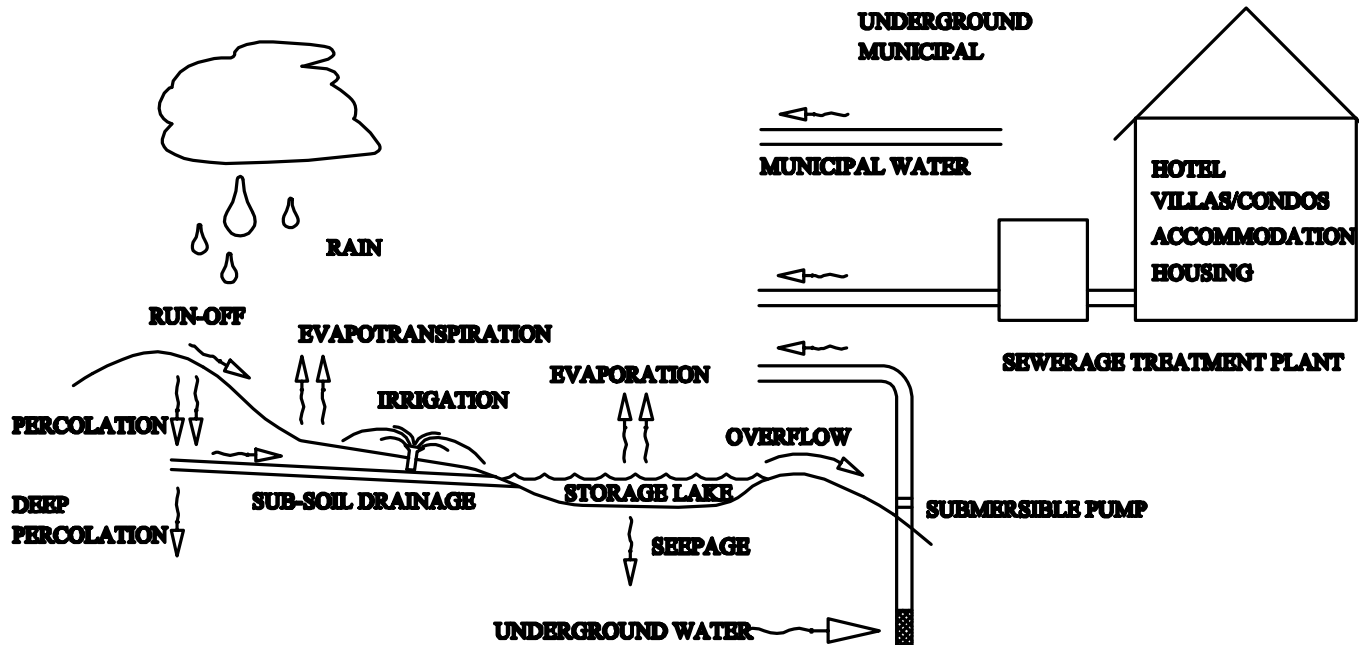 UNDERGROUND
MUNICIPAL
MUNICIPAL WATER
HOTEL
VILLAS/CONDOS
ACCOMMODATION
HOUSING
RAIN
RUN-OFF
EVAPOTRANSPIRATION
SEWERAGE TREATMENT PLANT
EVAPORATION
IRRIGATION
PERCOLATION
OVERFLOW
SUB-SOIL DRAINAGE
STORAGE LAKE
DEEP
PERCOLATION
SUBMERSIBLE PUMP
SEEPAGE
UNDERGROUND WATER